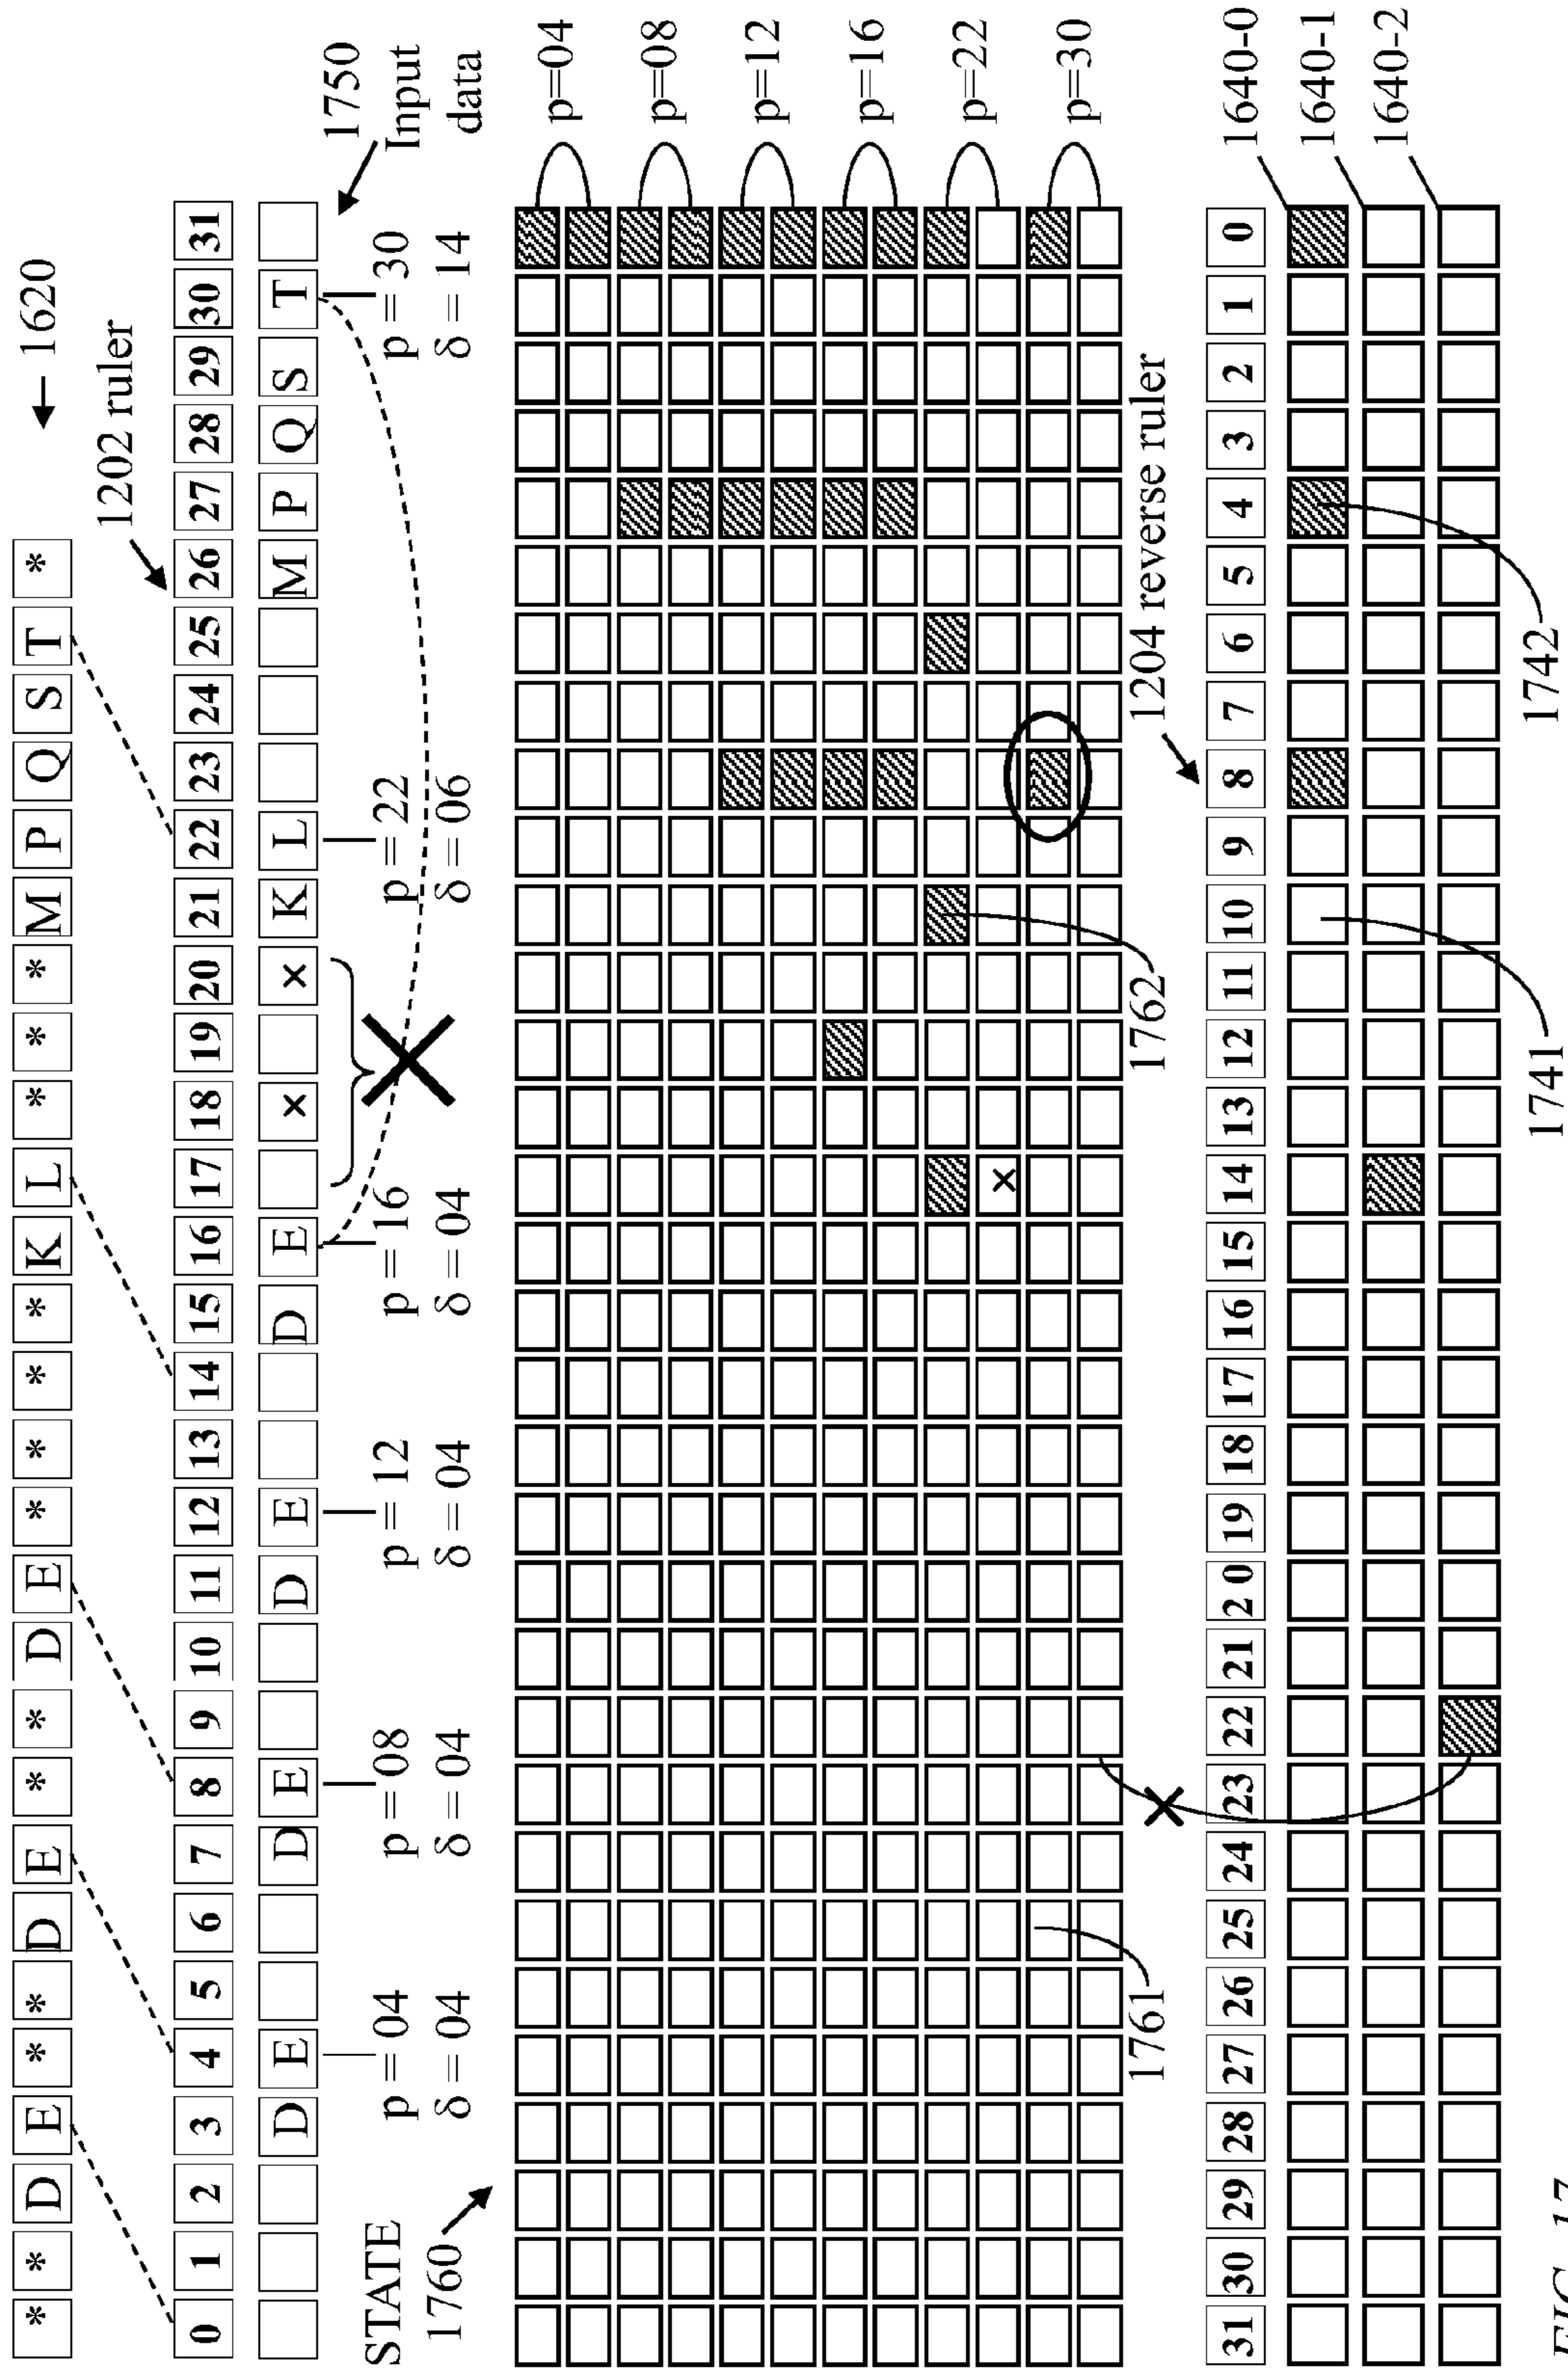 * * D E * * D E * * D E * * * * K L * * * M P Q S T * ← 1620
1202 ruler
0 1 2 3 4 5 6 7 8 9 10 11 12 13 14 15 16 17 18 19 20 21 22 23 24 25 26 27 28 29 30 31
D E D E D E D E × × K L M P Q S T
1750
Input
data
p = 04 p = 08 p = 12 p = 16 p = 22 p = 30
δ = 04 δ = 04 δ = 04 δ = 04 δ = 06 δ = 14
STATE
1760
p=04
p=08
p=12
p=16
×
p=22
p=30
1761
1762
1204 reverse ruler
31 30 29 28 27 26 25 24 23 22 21 2 0 19 18 17 16 15 14 13 12 11 10 9 8 7 6 5 4 3 2 1 0
1640-0
1640-1
1640-2
1741
1742
FIG. 17